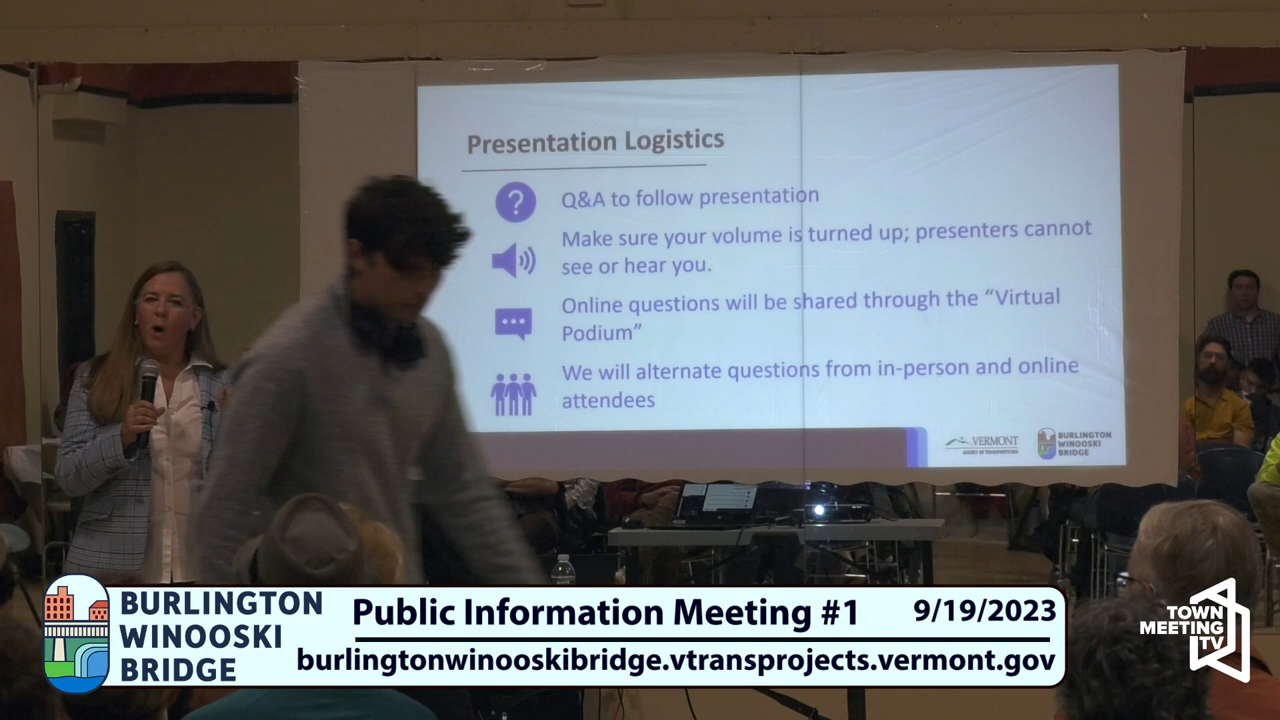 Presentation Logistics
?
Q&A to follow presentation
Make sure your volume is turned up; presenters cannot
see or hear you.
Online questions will be shared through the “Virtual
Podium”
We will alternate questions from in-person and online
attendees
VERMONT
AGENCY OF TRANSPORTATION
BURLINGTON
WINOOSKI
BRIDGE
BURLINGTON
WINOOSKI
BRIDGE
Public Information Meeting #1
9/19/2023
burlingtonwinooskibridge.vtransprojects.vermont.gov
TOWN
MEETING
TV